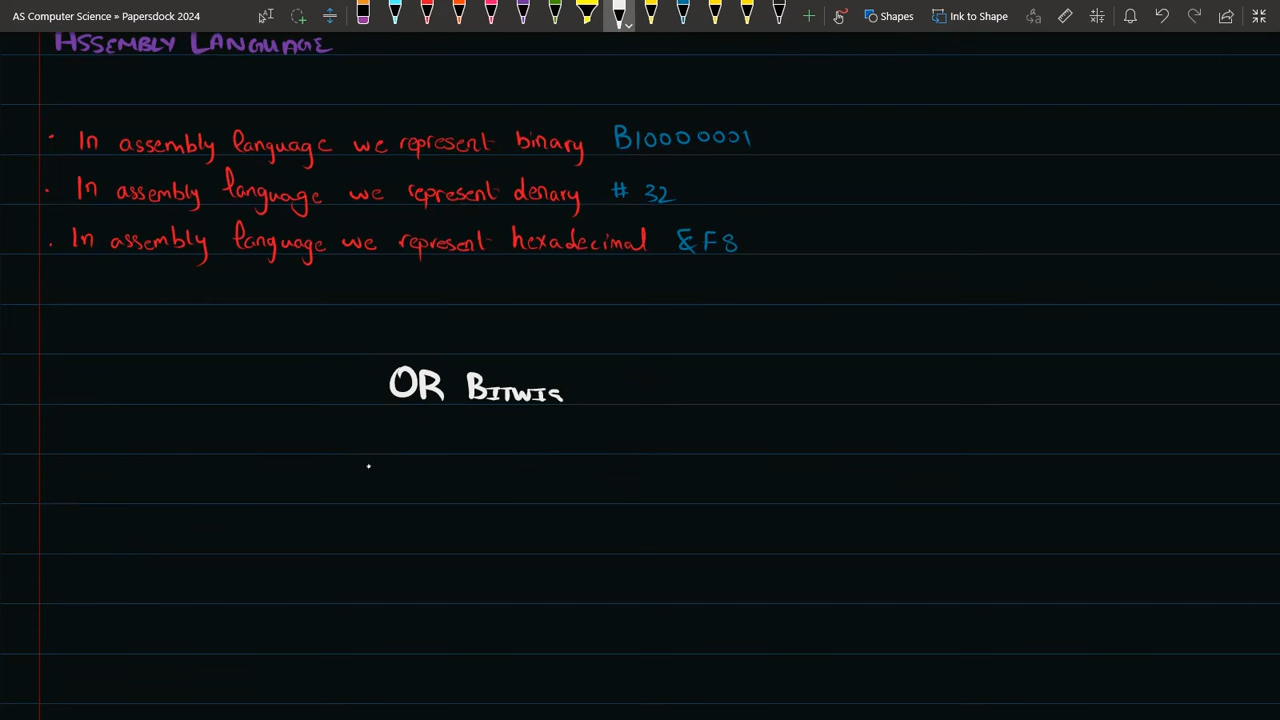 AS Computer Science » Papersdock 2024
Shapes
Ink to Shape
ASSEMBLY LANGUAGE
· In assembly language we represent binary B10000001
· In assembly language we represent denary # 32
· In assembly language we represent hexadecimal &F8
OR BITWIS